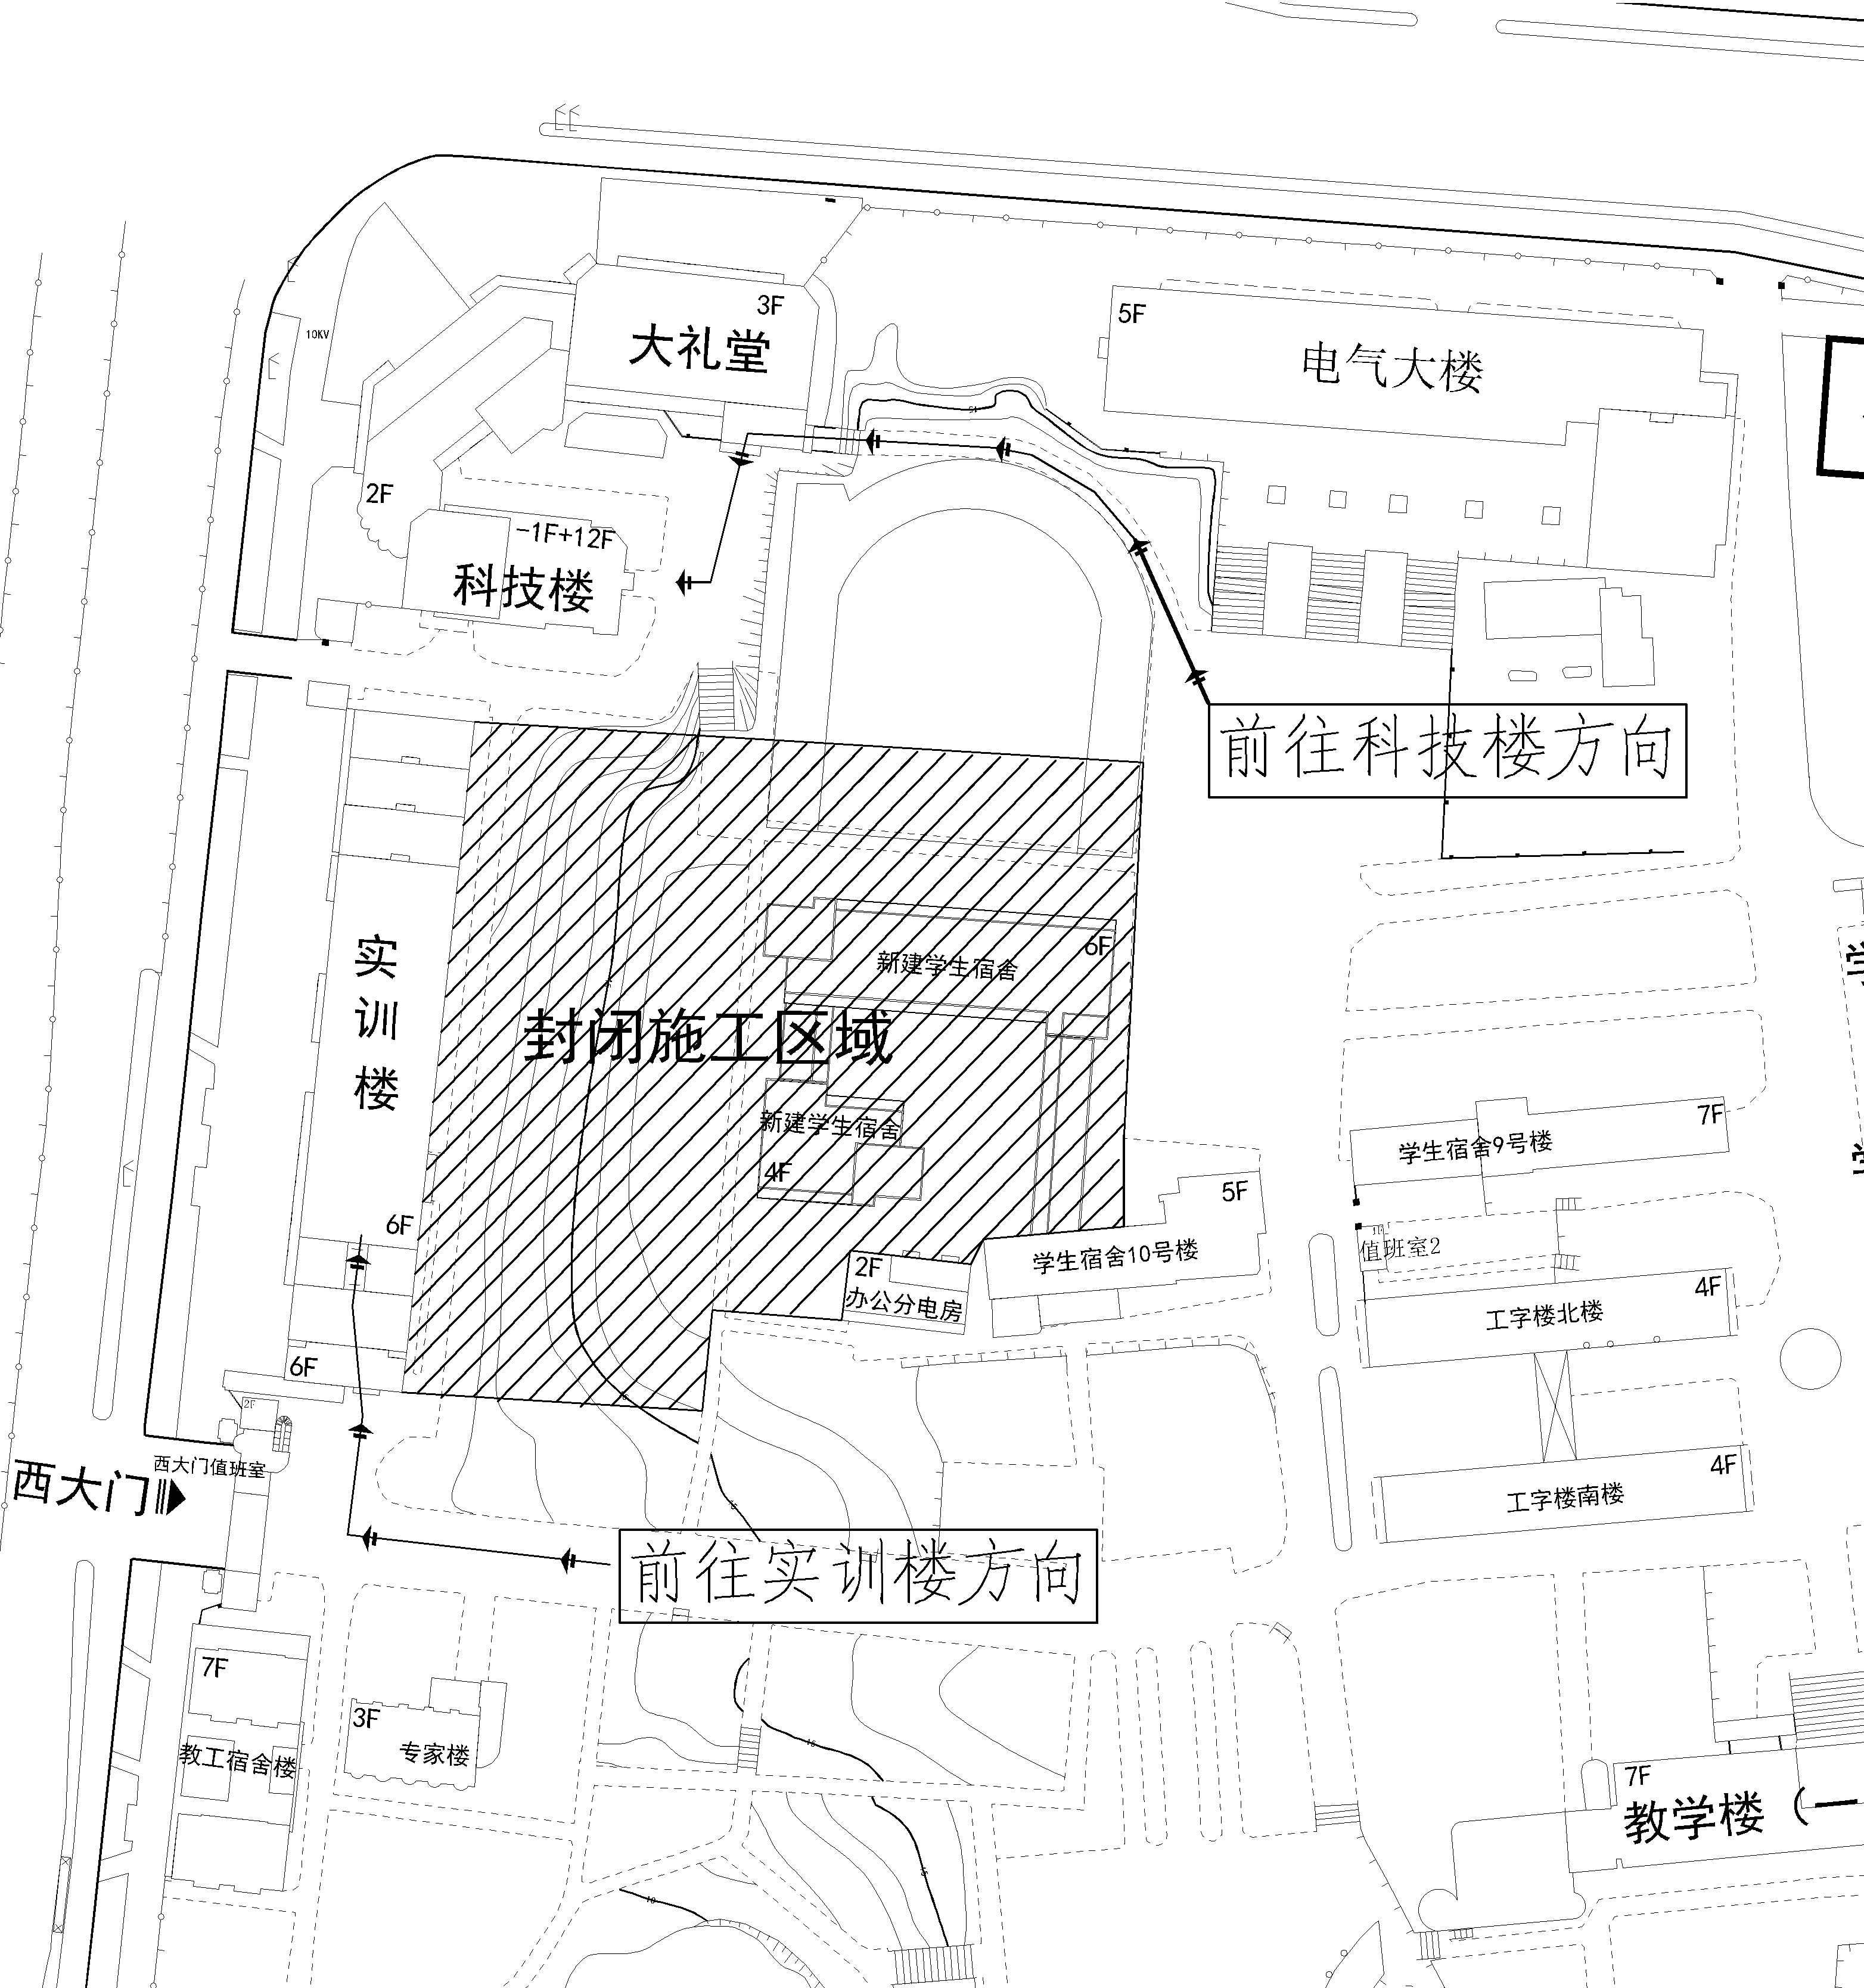 3F
大礼堂
5F
电气大楼
10KV
15
2F
-1F+12F
科技楼
前往科技楼方向
实训楼
6F
新建学生宿舍
封闭施工区域
新建学生宿舍
4F
7F
学生宿舍9号楼
5F
学生宿舍10号楼
6F
2F
办公分电房
值班室2
4F
工字楼北楼
6F
2F
西大门值班室
西大门
4F
工字楼南楼
前往实训楼方向
7F
教工宿舍楼
3F
专家楼
7F
教学楼（一
10